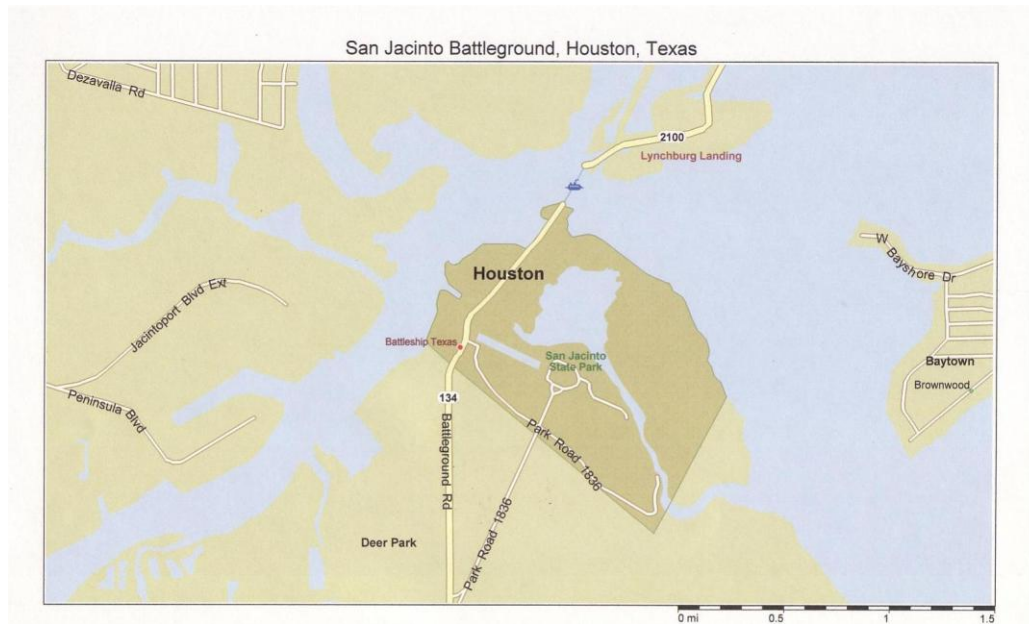 San Jacinto Battleground, Houston, Texas
Dezavalla Rd
2100
Lynchburg Landing
W Bayshore Dr
Houston
Jacintoport Blvd Ext
Battleship Texas
San Jacinto
State Park
Baytown
Brownwood
Peninsula Blvd
134
Battleground Rd
Park Road 1836
Park Road 1836
Deer Park
0 mi 0.5 1 1.5